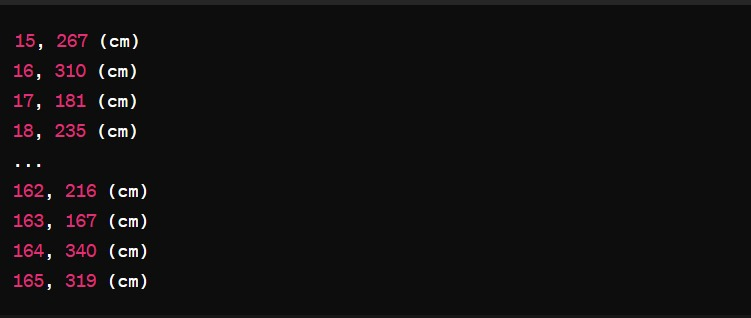 15, 267 (cm)
16, 310 (cm)
17, 181 (cm)
18, 235 (cm)
...
162, 216 (cm)
163, 167 (cm)
164, 340 (cm)
165, 319 (cm)